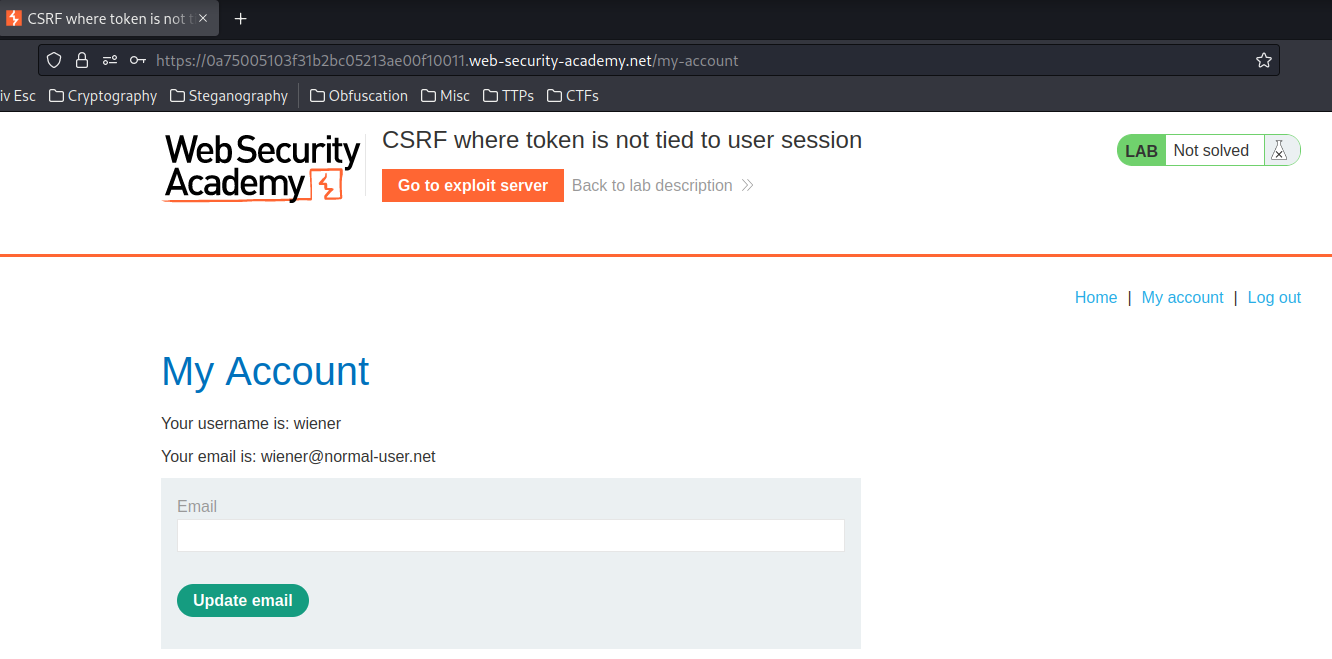 CSRF where token is not t
https://0a75005103f31b2bc05213ae00f10011.web-security-academy.net/my-account
iv Esc Cryptography Steganography Obfuscation Misc TTPs CTFs
Web Security
Academy
CSRF where token is not tied to user session
Go to exploit server Back to lab description
LAB Not solved
Home | My account | Log out
My Account
Your username is: wiener
Your email is: wiener@normal-user.net
Email
Update email